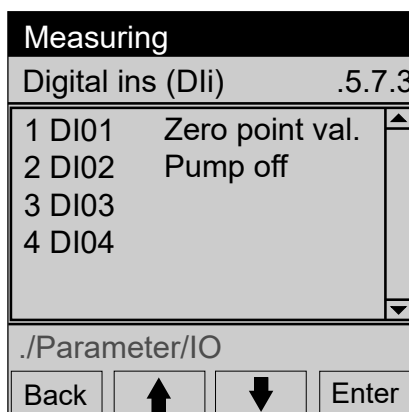 Measuring
Digital ins (DIi) .5.7.3
1 DI01 Zero point val.
2 DI02 Pump off
3 DI03
4 DI04
./Parameter/IO
Back Enter